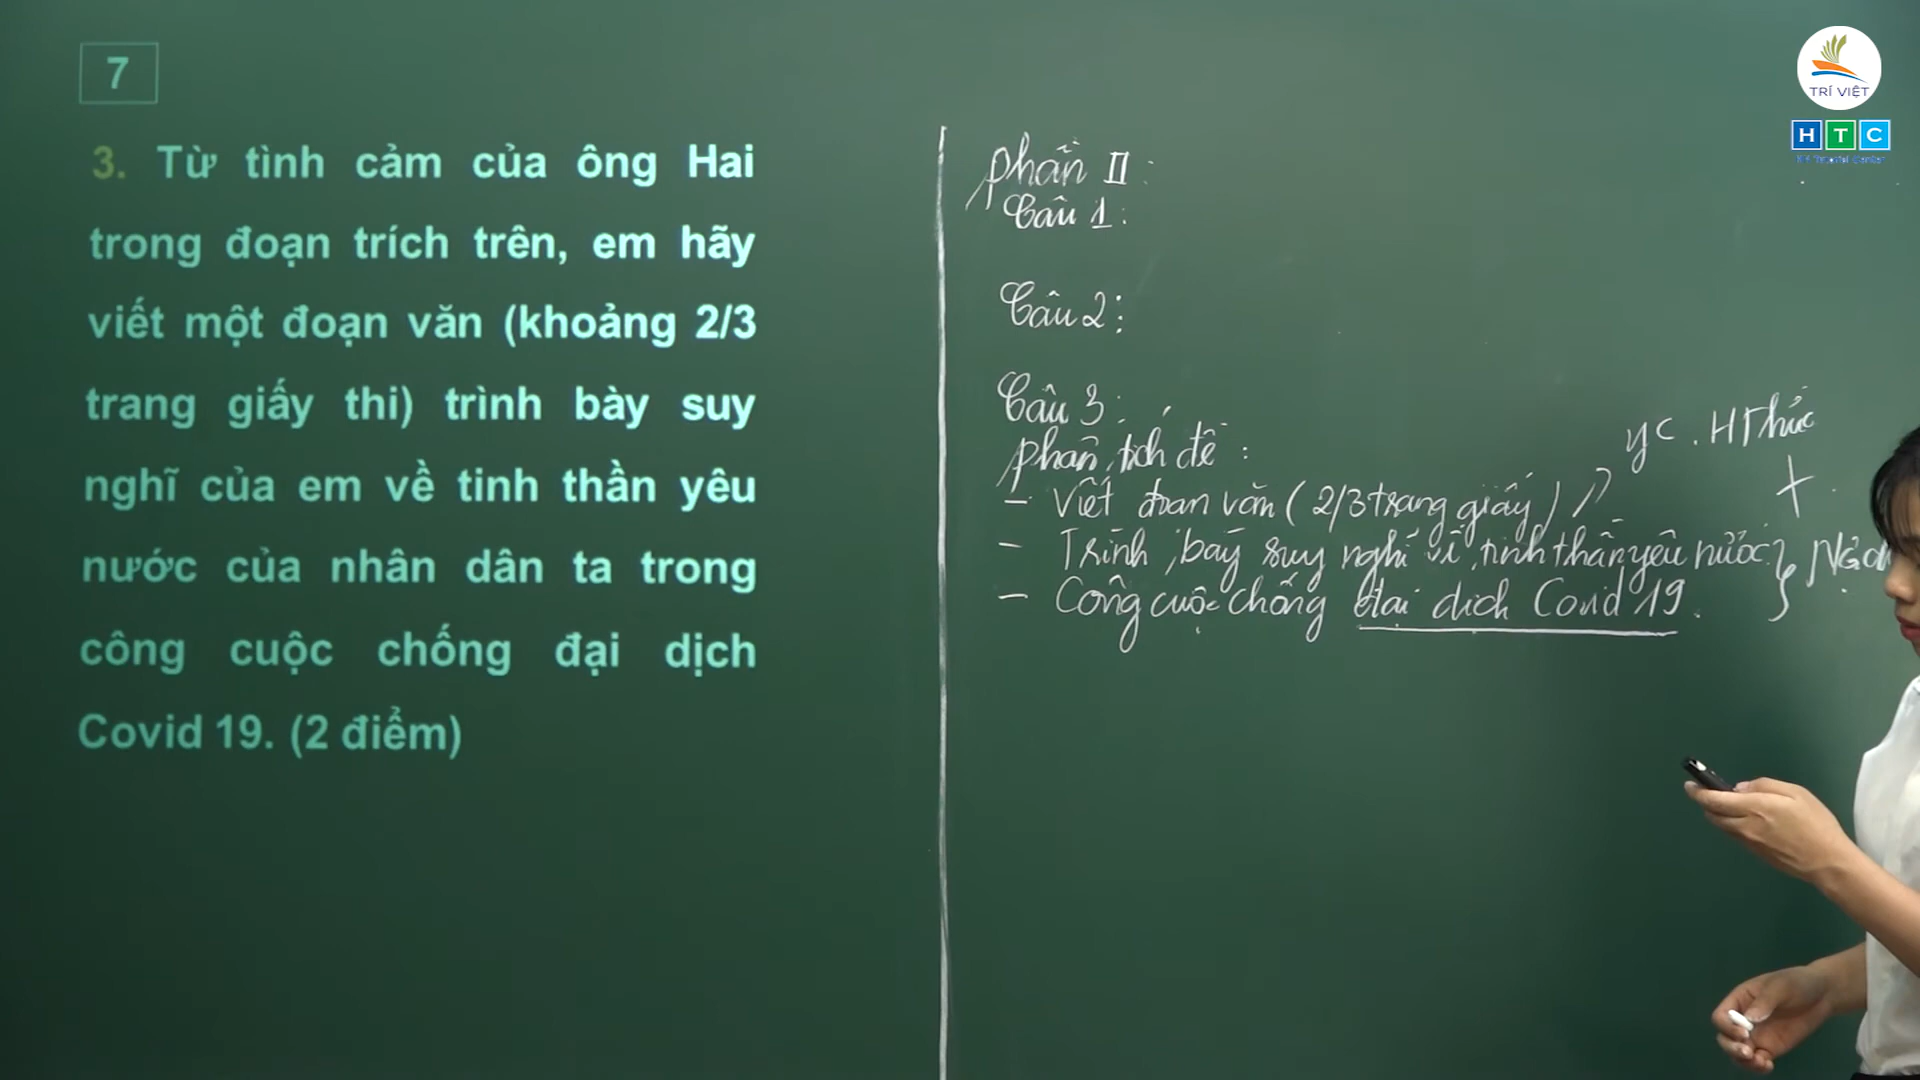 7
3. Từ tình cảm của ông Hai
trong đoạn trích trên, em hãy
viết một đoạn văn (khoảng 2/3
trang giấy thi) trình bày suy
nghĩ của em về tinh thần yêu
nước của nhân dân ta trong
công cuộc chống đại dịch
Covid 19. (2 điểm)
Phần II:
Câu 1:
Câu 2:
Câu 3:
Phân tích đề:
yc. HThức
- Viết đoạn văn (2/3 trang giấy)
- Trình bày suy nghĩ về tinh thần yêu nước
- Công cuộc chống đại dịch Covid 19.
TRÍ VIỆT
HTC